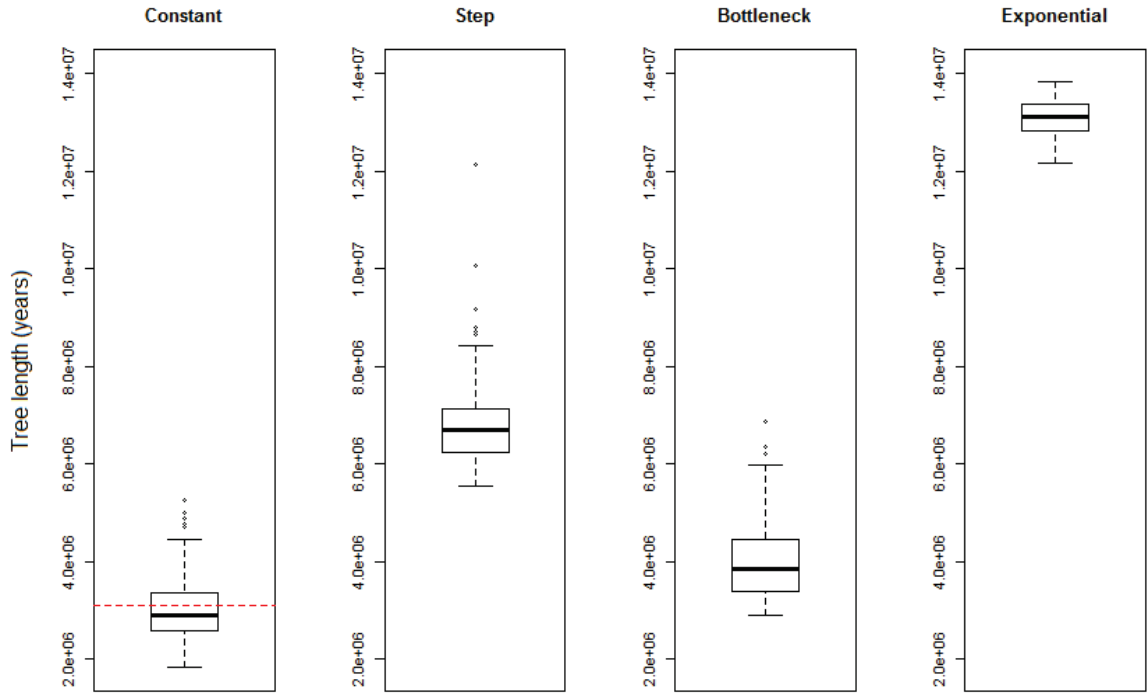 Constant Step Bottleneck Exponential
Tree length (years)
1.4e+07 1.4e+07 1.4e+07 1.4e+07
1.2e+07 1.2e+07 1.2e+07 1.2e+07
1.0e+07 1.0e+07 1.0e+07 1.0e+07
8.0e+06 8.0e+06 8.0e+06 8.0e+06
6.0e+06 6.0e+06 6.0e+06 6.0e+06
4.0e+06 4.0e+06 4.0e+06 4.0e+06
2.0e+06 2.0e+06 2.0e+06 2.0e+06